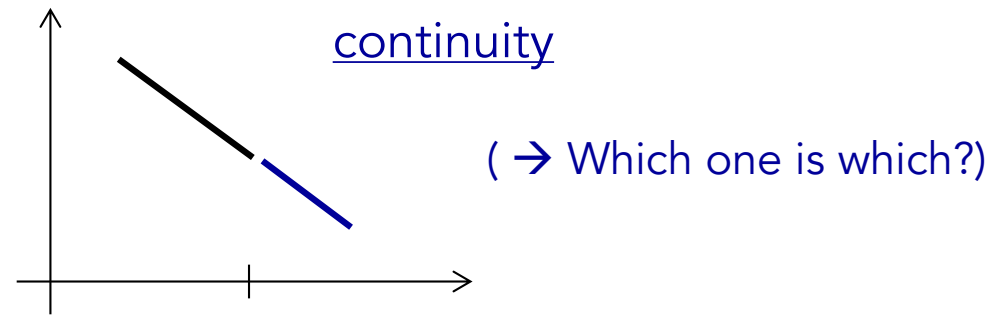 continuity
( → Which one is which?)